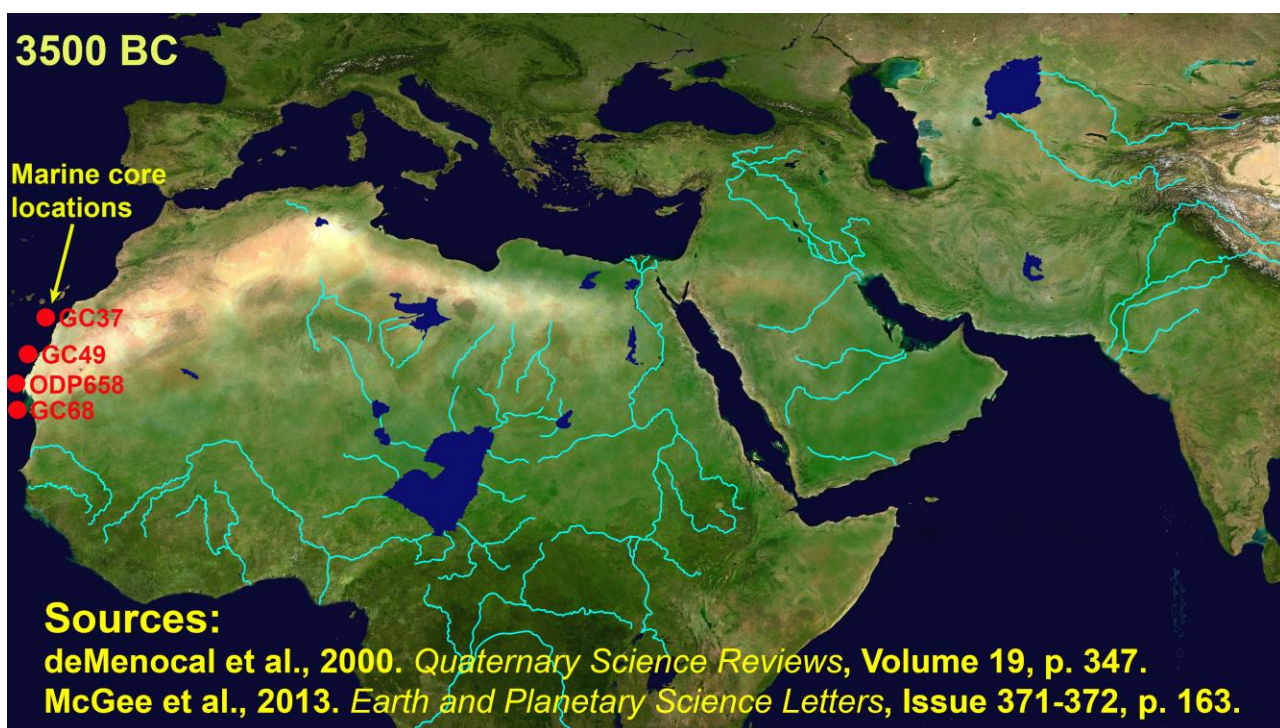 3500 BC
Marine core
locations
GC37
GC49
ODP658
GC68
Sources:
deMenocal et al., 2000. Quaternary Science Reviews, Volume 19, p. 347.
McGee et al., 2013. Earth and Planetary Science Letters, Issue 371-372, p. 163.